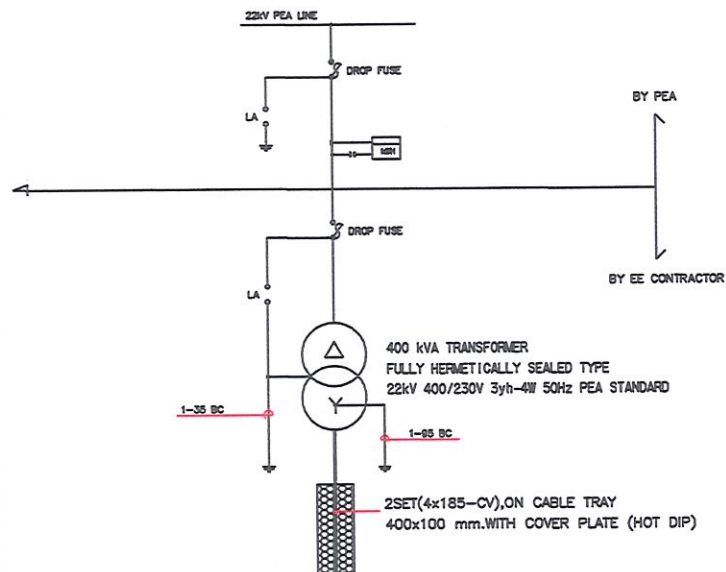 22kV PEA LINE
DROP FUSE
LA
BY PEA
DROP FUSE
LA
BY EE CONTRACTOR
400 kVA TRANSFORMER
FULLY HERMETICALLY SEALED TYPE
22kV 400/230V 3yh-4W 50Hz PEA STANDARD
Y
1-35 BC
1-95 BC
2SET(4x185-CV),ON CABLE TRAY
400x100 mm.WITH COVER PLATE (HOT DIP)